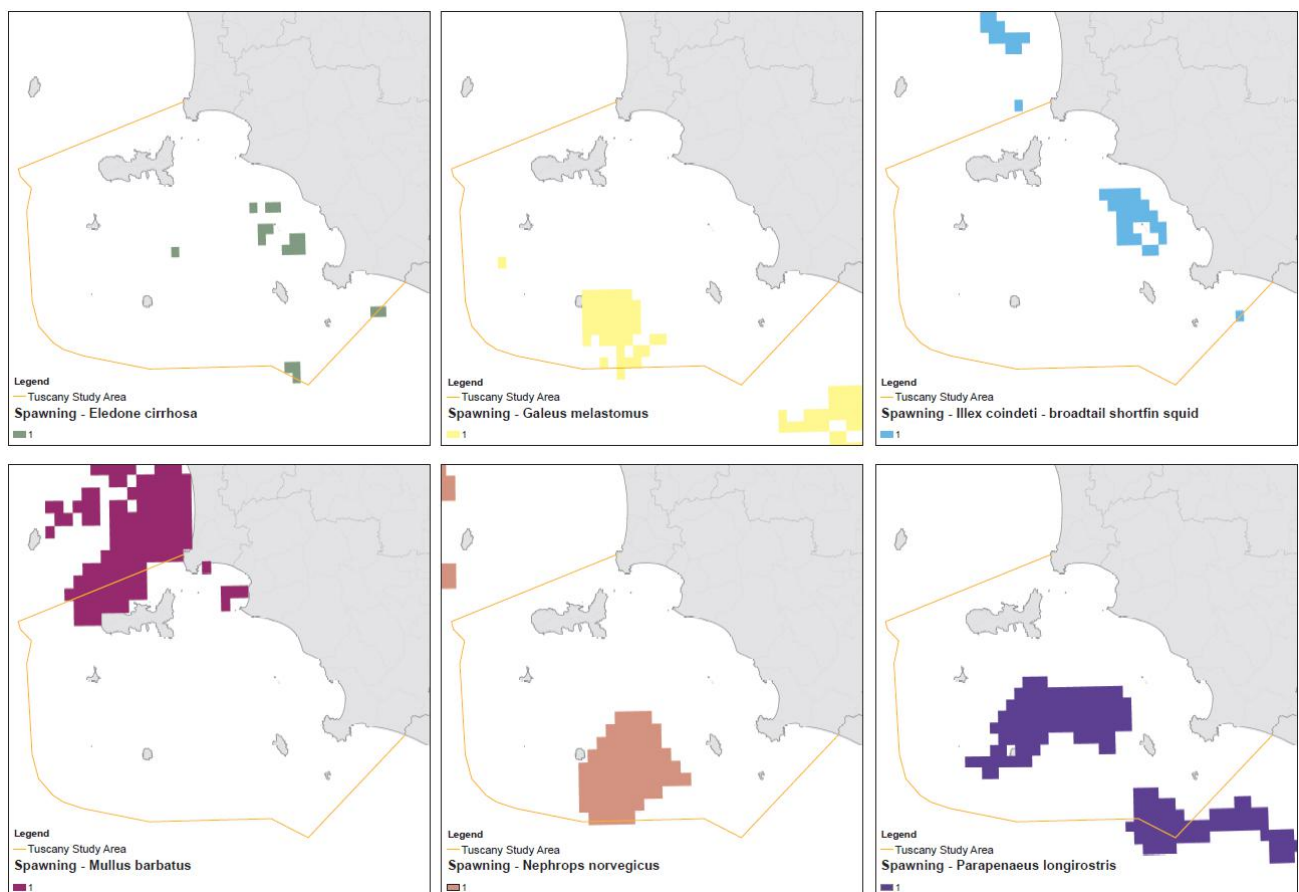 Legend
Tuscany Study Area
Spawning - Eledone cirrhosa
1
Legend
Tuscany Study Area
Spawning - Galeus melastomus
1
Legend
Tuscany Study Area
Spawning - Illex coindeti - broadtail shortfin squid
1
Legend
Tuscany Study Area
Spawning - Mullus barbatus
1
Legend
Tuscany Study Area
Spawning - Nephrops norvegicus
1
Legend
Tuscany Study Area
Spawning - Parapenaeus longirostris
1